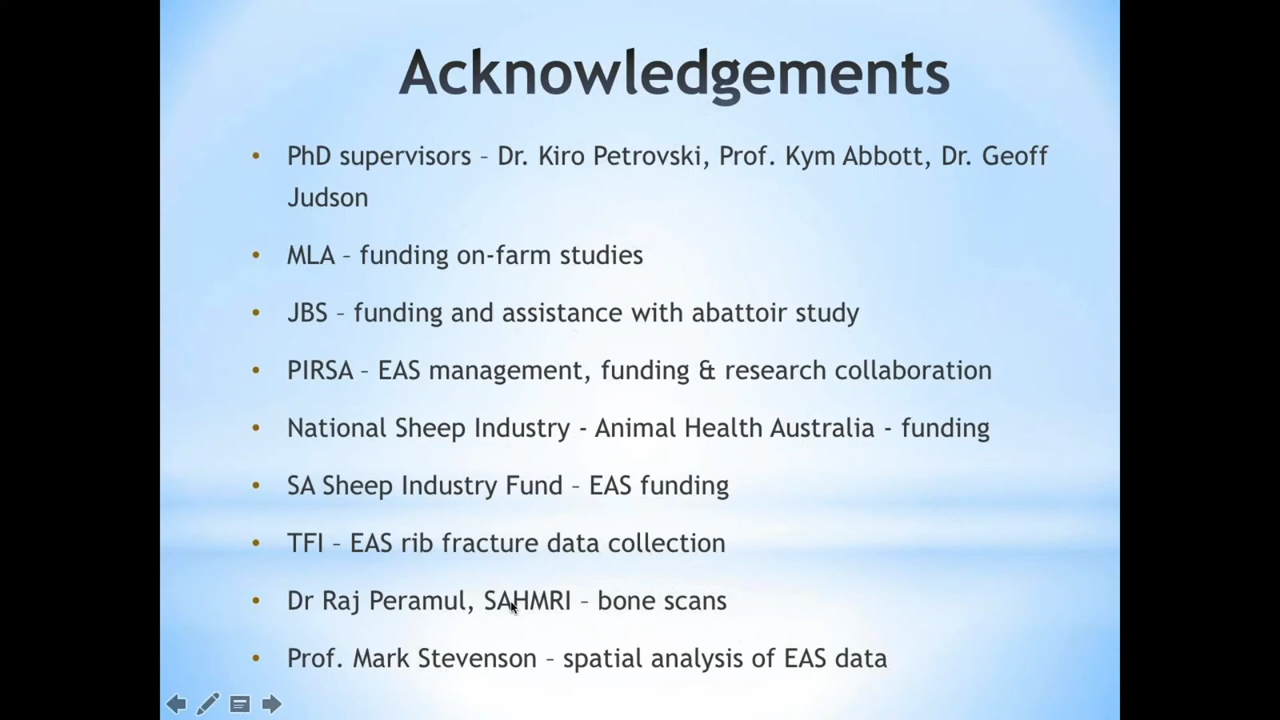 Acknowledgements
• PhD supervisors – Dr. Kiro Petrovski, Prof. Kym Abbott, Dr. Geoff
Judson
• MLA – funding on-farm studies
• JBS – funding and assistance with abattoir study
• PIRSA – EAS management, funding & research collaboration
• National Sheep Industry - Animal Health Australia - funding
• SA Sheep Industry Fund – EAS funding
• TFI – EAS rib fracture data collection
• Dr Raj Peramul, SAHMRI – bone scans
• Prof. Mark Stevenson – spatial analysis of EAS data